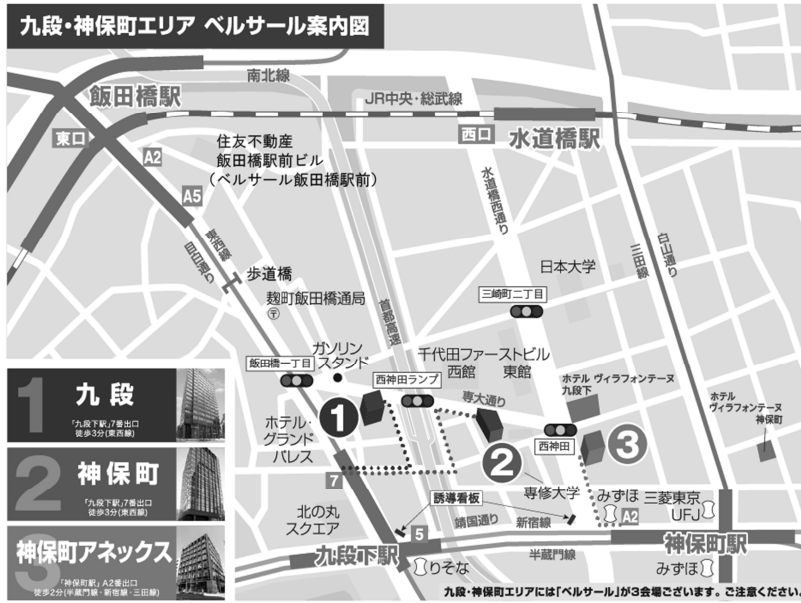 九段・神保町エリア ベルサール案内図
南北線
飯田橋駅
JR中央・総武線
東口
西口
水道橋駅
A2
住友不動産
飯田橋駅前ビル
(ベルサール飯田橋駅前)
A5
水道橋西通り
東西線
目白通り
白山通り
三田線
歩道橋
日本大学
麹町飯田橋通局
〒
首都高速
三崎町二丁目
ガソリン
スタンド
飯田橋一丁目
千代田ファーストビル
西館
東館
西神田ランプ
専大通り
ホテル ヴィラフォンテーヌ
九段下
ホテル
ヴィラフォンテーヌ
神保町
1
2
3
西神田
ホテル・
グランド
パレス
7
誘導看板
専修大学
北の丸
スクエア
5
靖国通り
新宿線
みずほ
A2
三菱東京
UFJ
九段下駅
半蔵門線
神保町駅
りそな
みずほ
1
九段
「九段下駅」7番出口
徒歩3分(東西線)
2
神保町
「九段下駅」7番出口
徒歩3分(東西線)
3
神保町アネックス
「神保町駅」A2番出口
徒歩2分(半蔵門線・新宿線・三田線)
九段・神保町エリアには「ベルサール」が3会場ございます。ご注意ください。